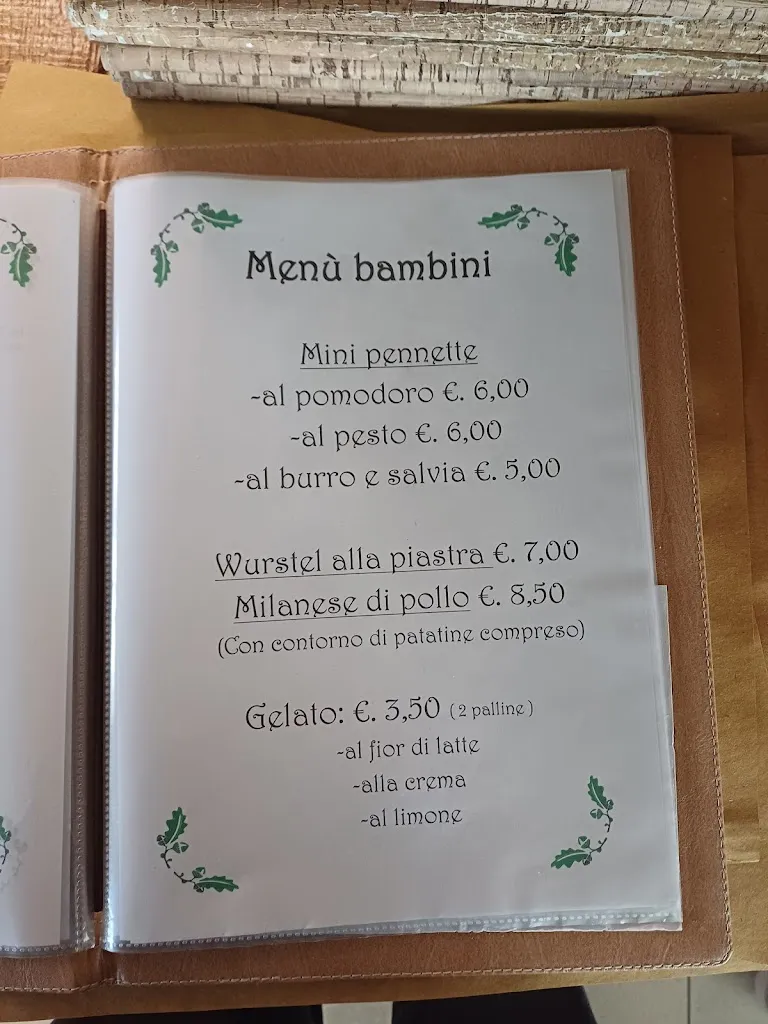 Menù bambini
Mini pennette
-al pomodoro €. 6,00
-al pesto €. 6,00
-al burro e salvia €. 5,00
Wurstel alla piastra €. 7,00
Milanese di pollo €. 8,50
(Con contorno di patatine compreso)
Gelato: €. 3,50 ( 2 palline )
-al fior di latte
-alla crema
-al limone